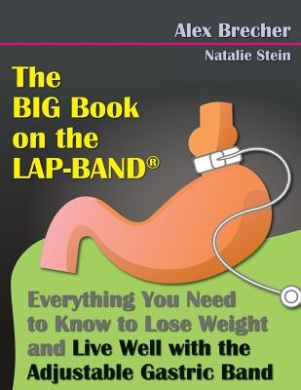 Alex Brecher
Natalie Stein
The
BIG Book
on the
LAP-BAND®
Everything You Need
to Know to Lose Weight
and Live Well with the
Adjustable Gastric Band